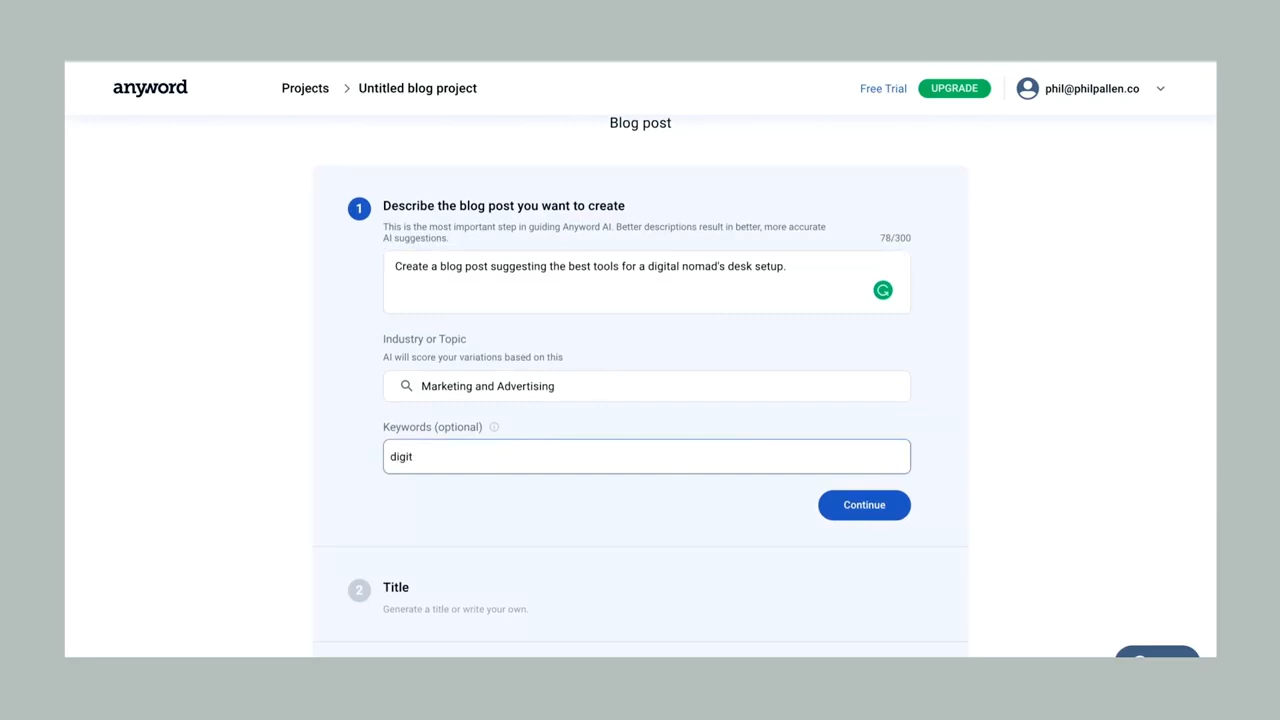 anyword
Projects > Untitled blog project
Free Trial
UPGRADE
phil@philpallen.co
Blog post
1
Describe the blog post you want to create
This is the most important step in guiding Anyword AI. Better descriptions result in better, more accurate
AI suggestions.
78/300
Create a blog post suggesting the best tools for a digital nomad's desk setup.
Industry or Topic
AI will score your variations based on this
Marketing and Advertising
Keywords (optional)
digit
Continue
2
Title
Generate a title or write your own.